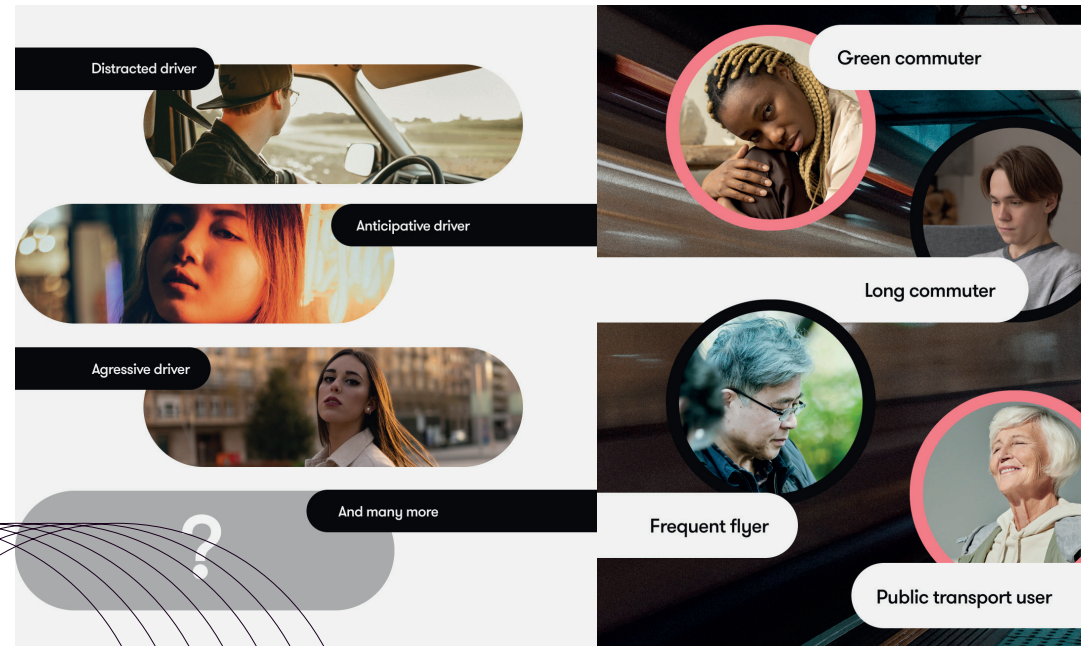 Distracted driver
Anticipative driver
Agressive driver
And many more
?
Green commuter
Long commuter
Frequent flyer
Public transport user